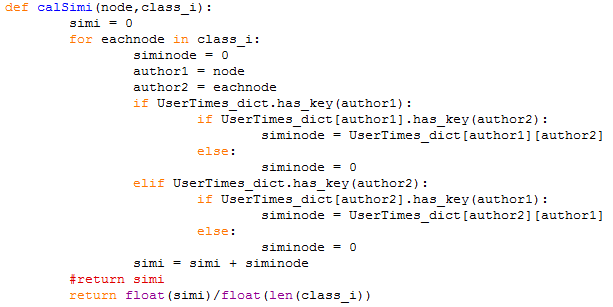 def calSimi(node,class_i):
        simi = 0
        for eachnode in class_i:
                siminode = 0
                author1 = node
                author2 = eachnode
                if UserTimes_dict.has_key(author1):
                        if UserTimes_dict[author1].has_key(author2):
                                siminode = UserTimes_dict[author1][author2]
                        else:
                                siminode = 0
                elif UserTimes_dict.has_key(author2):
                        if UserTimes_dict[author2].has_key(author1):
                                siminode = UserTimes_dict[author2][author1]
                        else:
                                siminode = 0
                simi = simi + siminode
        #return simi
        return float(simi)/float(len(class_i))